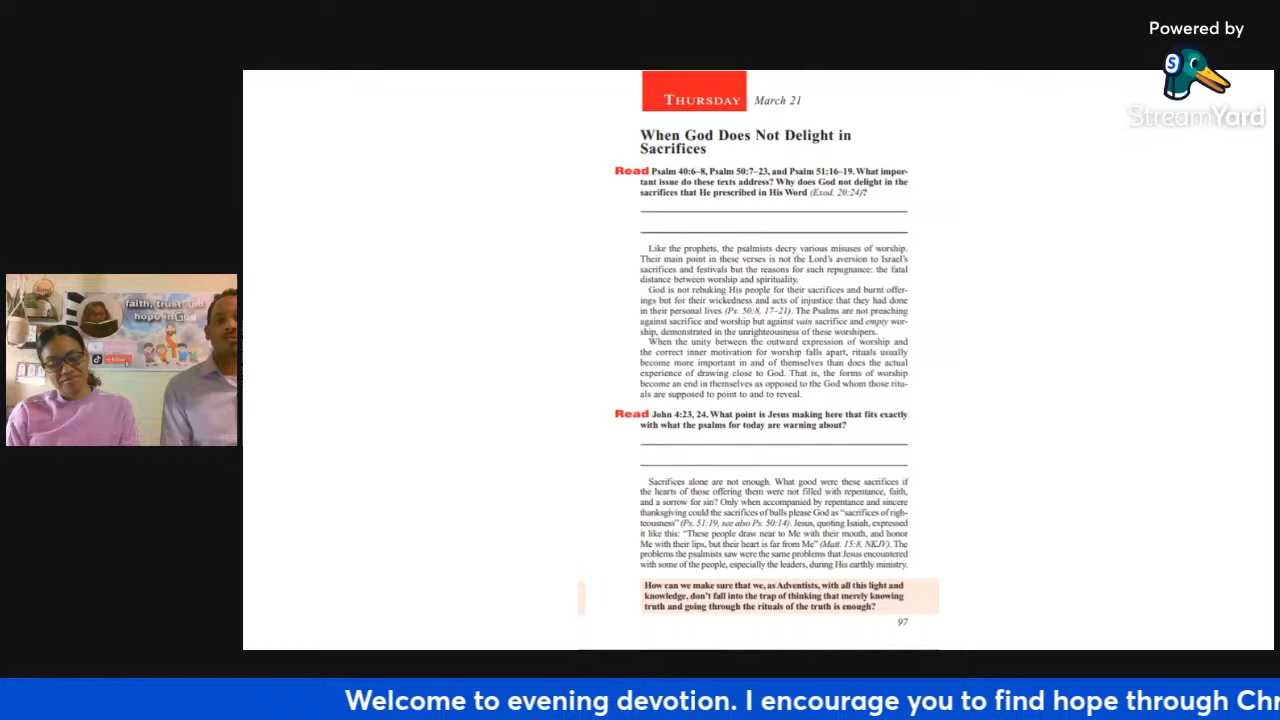 Powered by
S
StreamYard
THURSDAY March 21
When God Does Not Delight in
Sacrifices
Read Psalm 40:6–8, Psalm 50:7–23, and Psalm 51:16–19. What impor-
tant issue do these texts address? Why does God not delight in the
sacrifices that He prescribed in His Word (Exod. 20:24)?
Like the prophets, the psalmists decry various misuses of worship.
Their main point in these verses is not the Lord's aversion to Israel's
sacrifices and festivals but the reasons for such repugnance: the fatal
distance between worship and spirituality.
God is not rebuking His people for their sacrifices and burnt offer-
ings but for their wickedness and acts of injustice that they had done
in their personal lives (Ps. 50:8, 17–21). The Psalms are not preaching
against sacrifice and worship but against vain sacrifice and empty wor-
ship, demonstrated in the unrighteousness of these worshipers.
When the unity between the outward expression of worship and
the correct inner motivation for worship falls apart, rituals usually
become more important in and of themselves than does the actual
experience of drawing close to God. That is, the forms of worship
become an end in themselves as opposed to the God whom those ritu-
als are supposed to point to and to reveal.
Read John 4:23, 24. What point is Jesus making here that fits exactly
with what the psalms for today are warning about?
Sacrifices alone are not enough. What good were these sacrifices if
the hearts of those offering them were not filled with repentance, faith,
and a sorrow for sin? Only when accompanied by repentance and sincere
thanksgiving could the sacrifices of bulls please God as "sacrifices of righ-
teousness" (Ps. 51:19, see also Ps. 50:14). Jesus, quoting Isaiah, expressed
it like this: "These people draw near to Me with their mouth, and honor
Me with their lips, but their heart is far from Me" (Matt. 15:8, NKJV). The
problems the psalmists saw were the same problems that Jesus encountered
with some of the people, especially the leaders, during His earthly ministry.
How can we make sure that we, as Adventists, with all this light and
knowledge, don't fall into the trap of thinking that merely knowing
truth and going through the rituals of the truth is enough?
97
faith, trust and
hope in God
Welcome to evening devotion. I encourage you to find hope through Chr